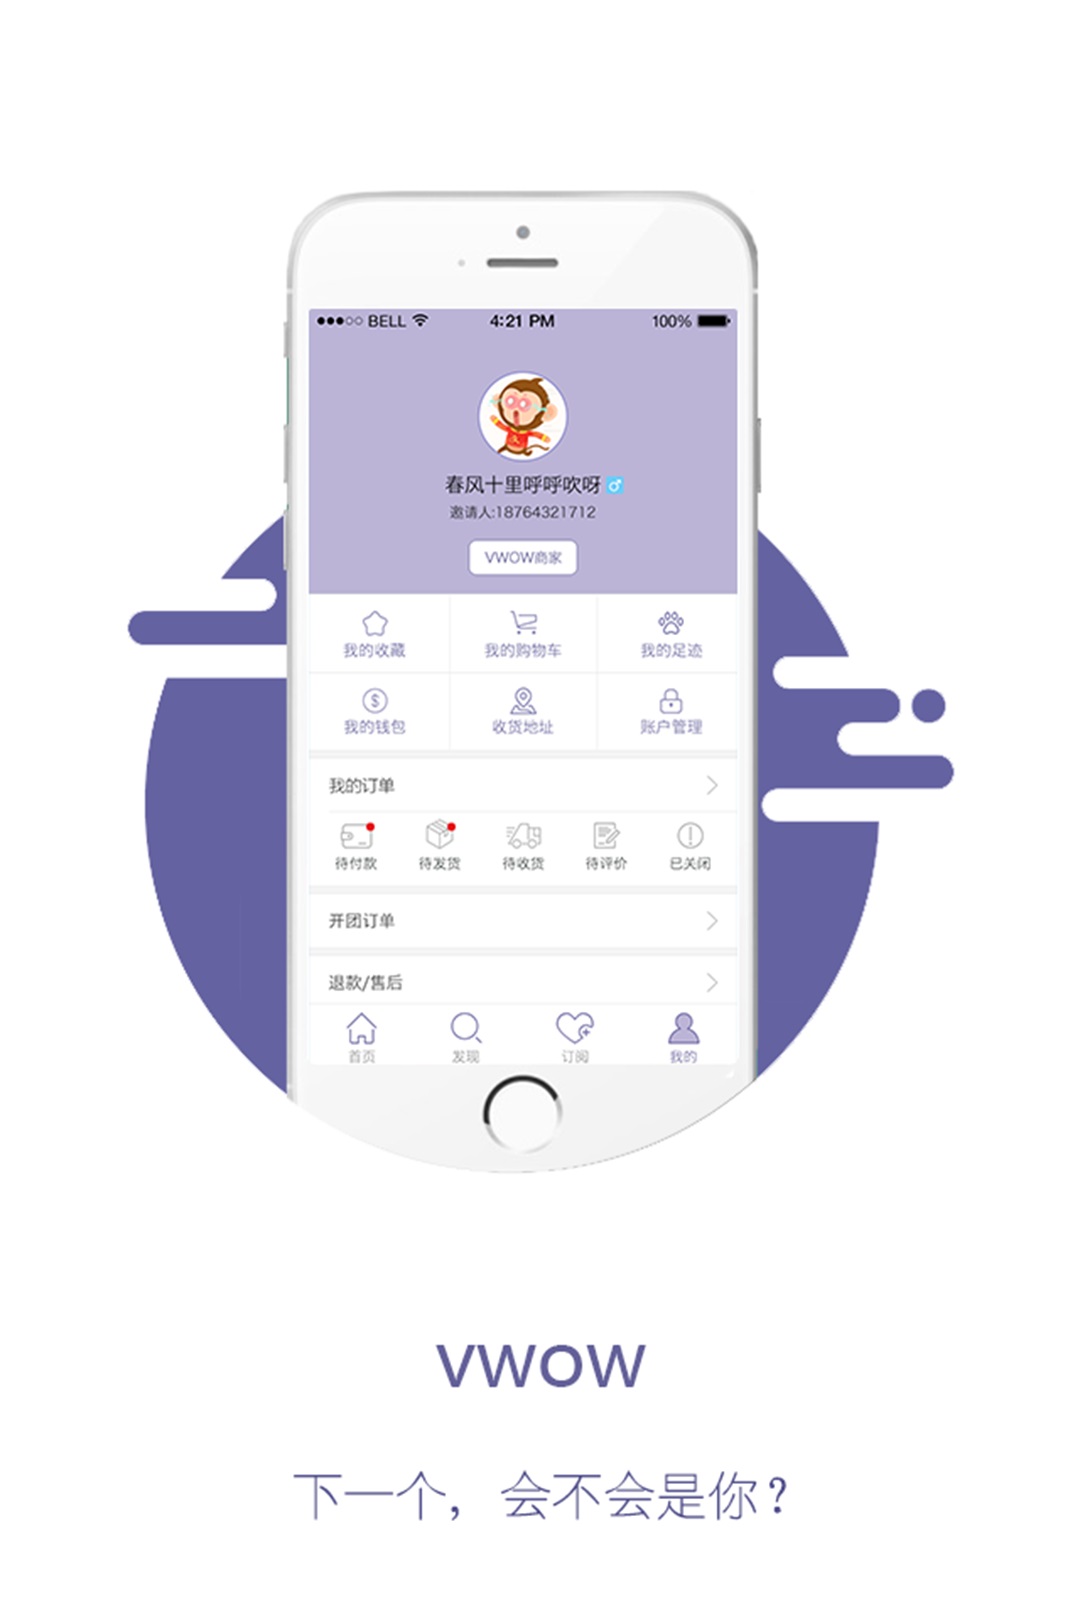 BELL 4:21 PM 100%
春风十里呼呼吹呀
邀请人:18764321712
VWOW商家
我的收藏 我的购物车 我的足迹
我的钱包 收货地址 账户管理
我的订单
待付款 待发货 待收货 待评价 已关闭
开团订单
退款/售后
首页 发现 订阅 我的
VWOW
下一个，会不会是你？